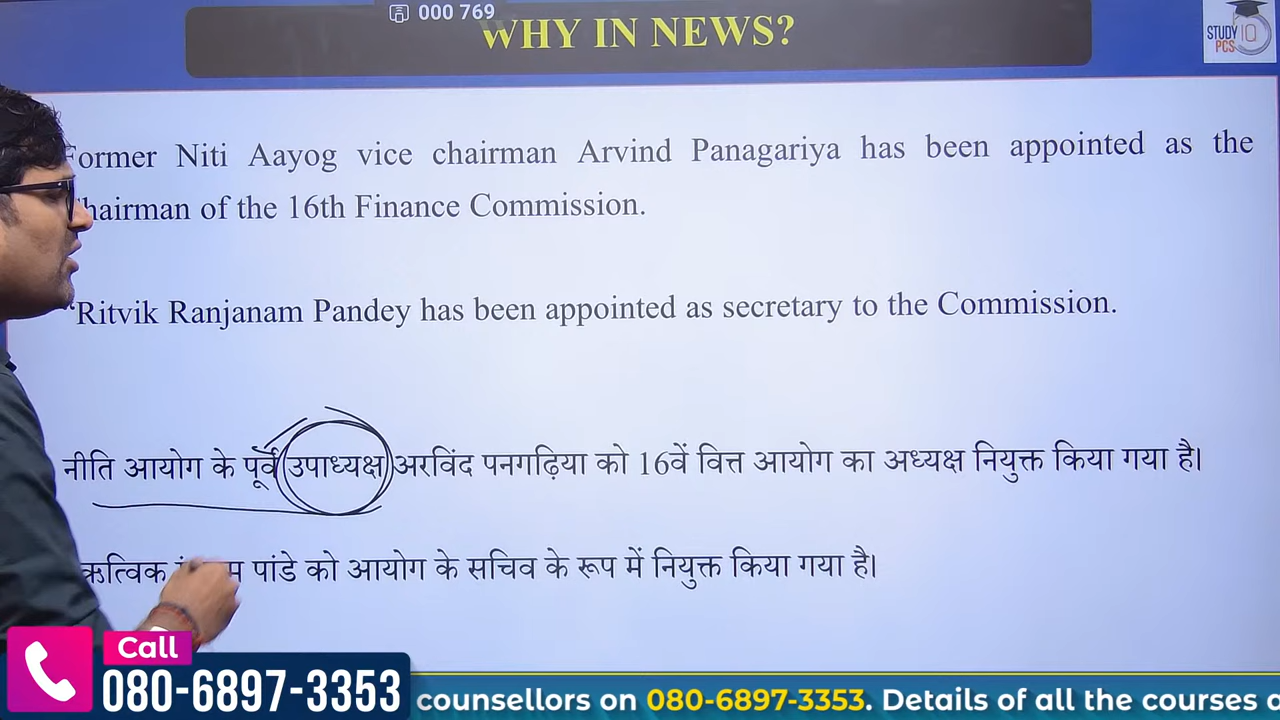 000 769
WHY IN NEWS?
STUDY IQ
PCS
Former Niti Aayog vice chairman Arvind Panagariya has been appointed as the
Chairman of the 16th Finance Commission.
Ritvik Ranjanam Pandey has been appointed as secretary to the Commission.
नीति आयोग के पूर्व उपाध्यक्ष अरविंद पनगढ़िया को 16वें वित्त आयोग का अध्यक्ष नियुक्त किया गया है।
ऋत्विक पांडे को आयोग के सचिव के रूप में नियुक्त किया गया है।
Call
080-6897-3353
counsellors on 080-6897-3353. Details of all the courses